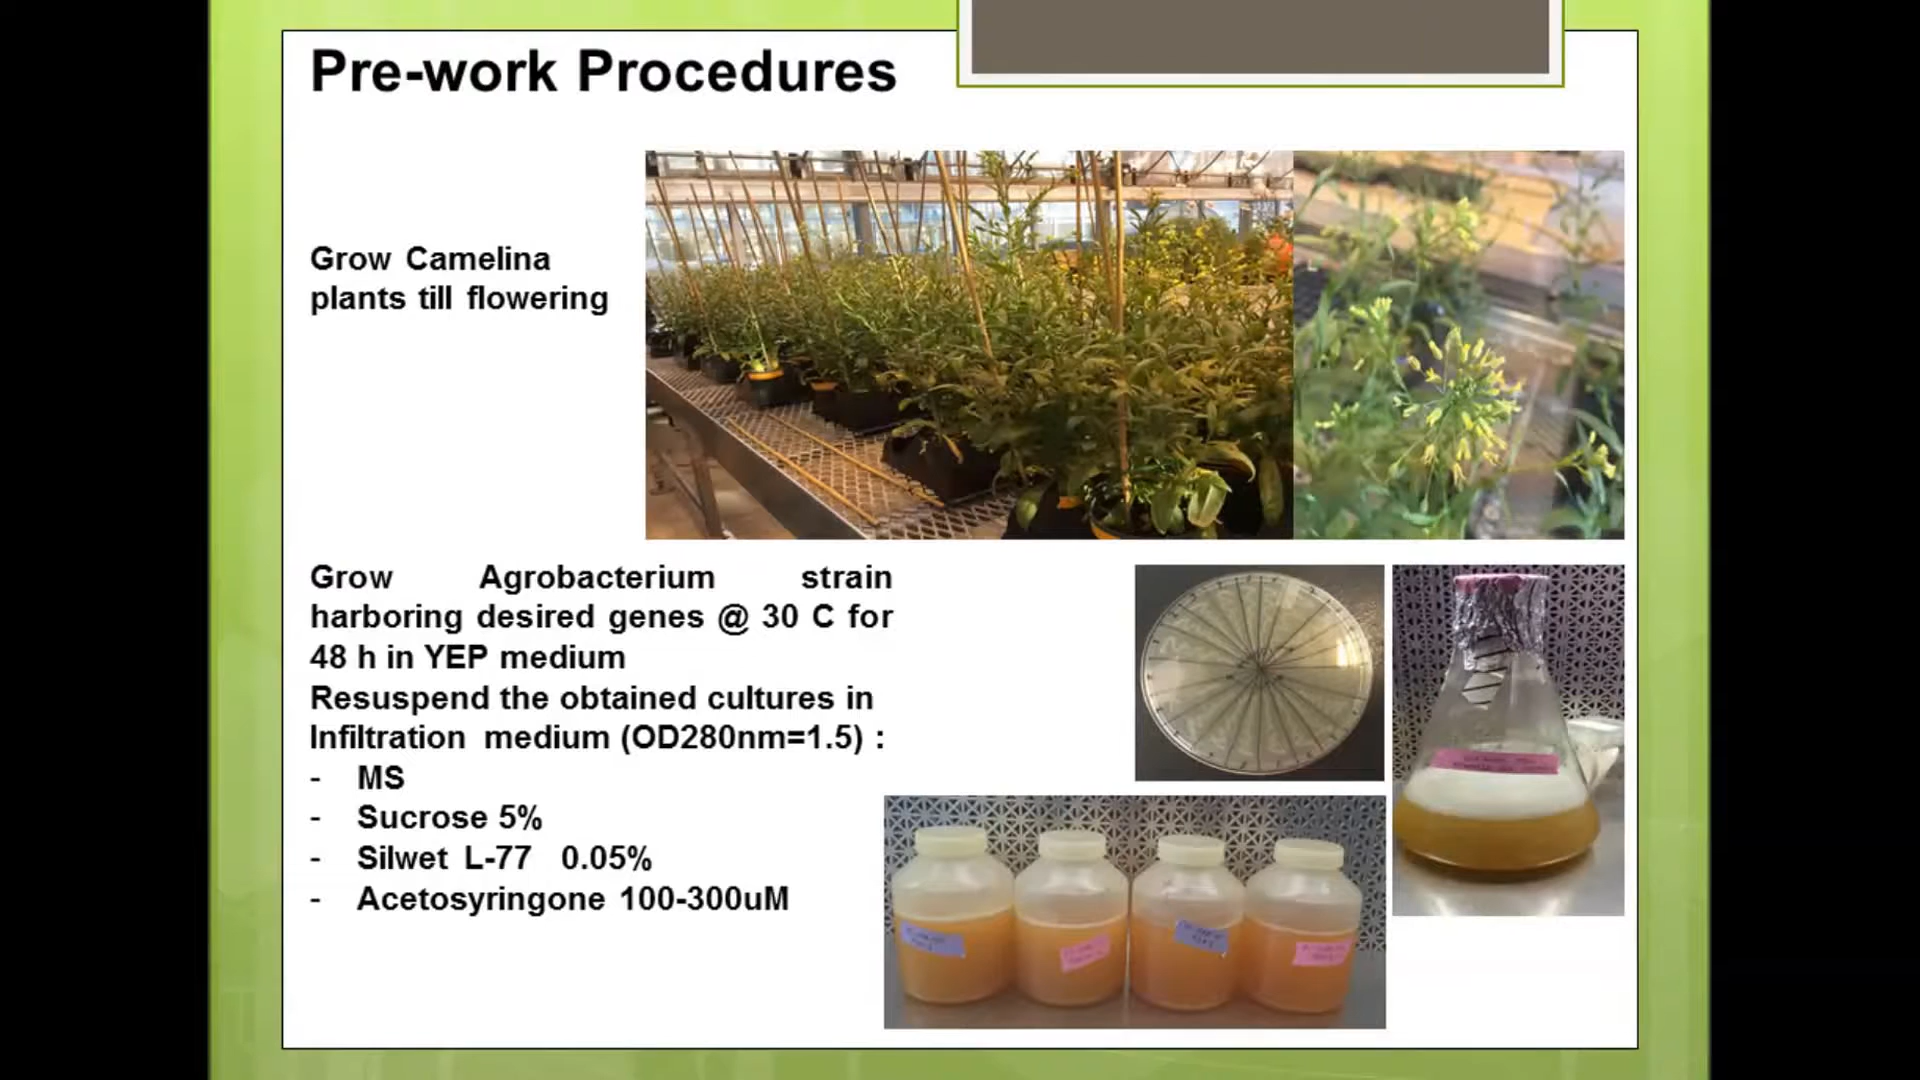 Pre-work Procedures
Grow Camelina
plants till flowering
Grow Agrobacterium strain
harboring desired genes @ 30 C for
48 h in YEP medium
Resuspend the obtained cultures in
Infiltration medium (OD280nm=1.5) :
- MS
- Sucrose 5%
- Silwet L-77 0.05%
- Acetosyringone 100-300uM